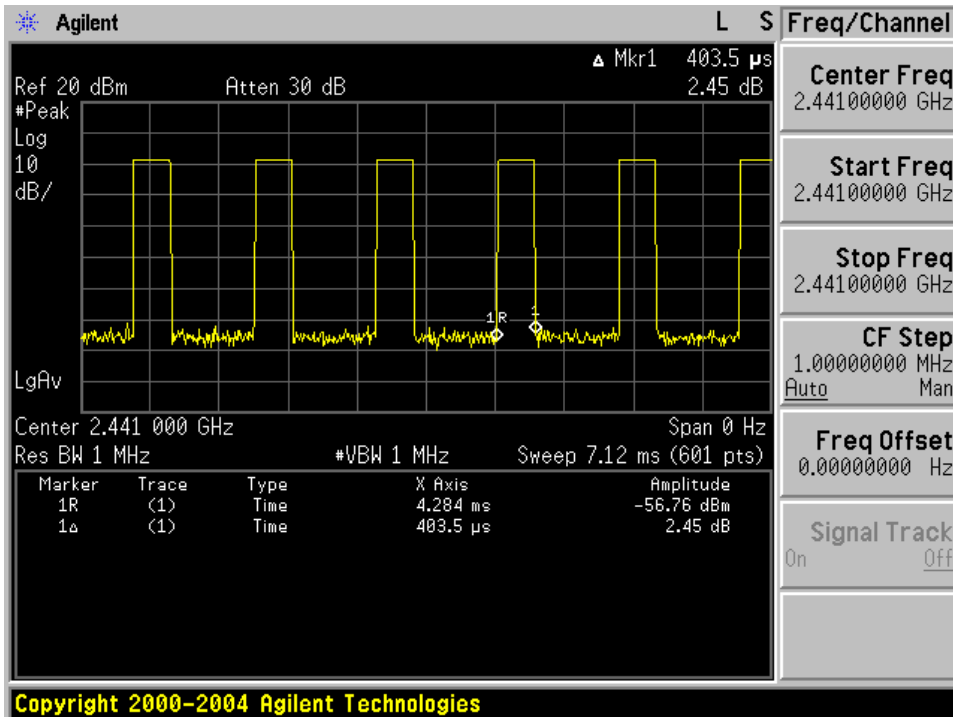 Agilent L S Freq/Channel
Δ Mkr1 403.5 µs
Ref 20 dBm Atten 30 dB 2.45 dB
#Peak
Log
10
dB/
1R 1
LgAv
Center 2.441 000 GHz Span 0 Hz
Res BW 1 MHz #VBW 1 MHz Sweep 7.12 ms (601 pts)
Marker Trace Type X Axis Amplitude
1R (1) Time 4.284 ms -56.76 dBm
1Δ (1) Time 403.5 µs 2.45 dB
Center Freq
2.44100000 GHz
Start Freq
2.44100000 GHz
Stop Freq
2.44100000 GHz
CF Step
1.00000000 MHz
Auto Man
Freq Offset
0.00000000 Hz
Signal Track
On Off
Copyright 2000-2004 Agilent Technologies